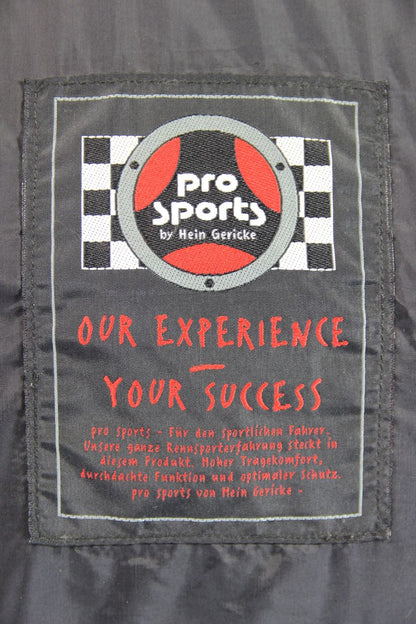 pro
sports
by Hein Gericke
OUR EXPERIENCE
—
YOUR SUCCESS
pro sports - Für den sportlichen Fahrer.
Unsere ganze Rennsporterfahrung steckt in
diesem Produkt. Hoher Tragekomfort,
durchdachte Funktion und optimaler Schutz.
pro sports von Hein Gericke -